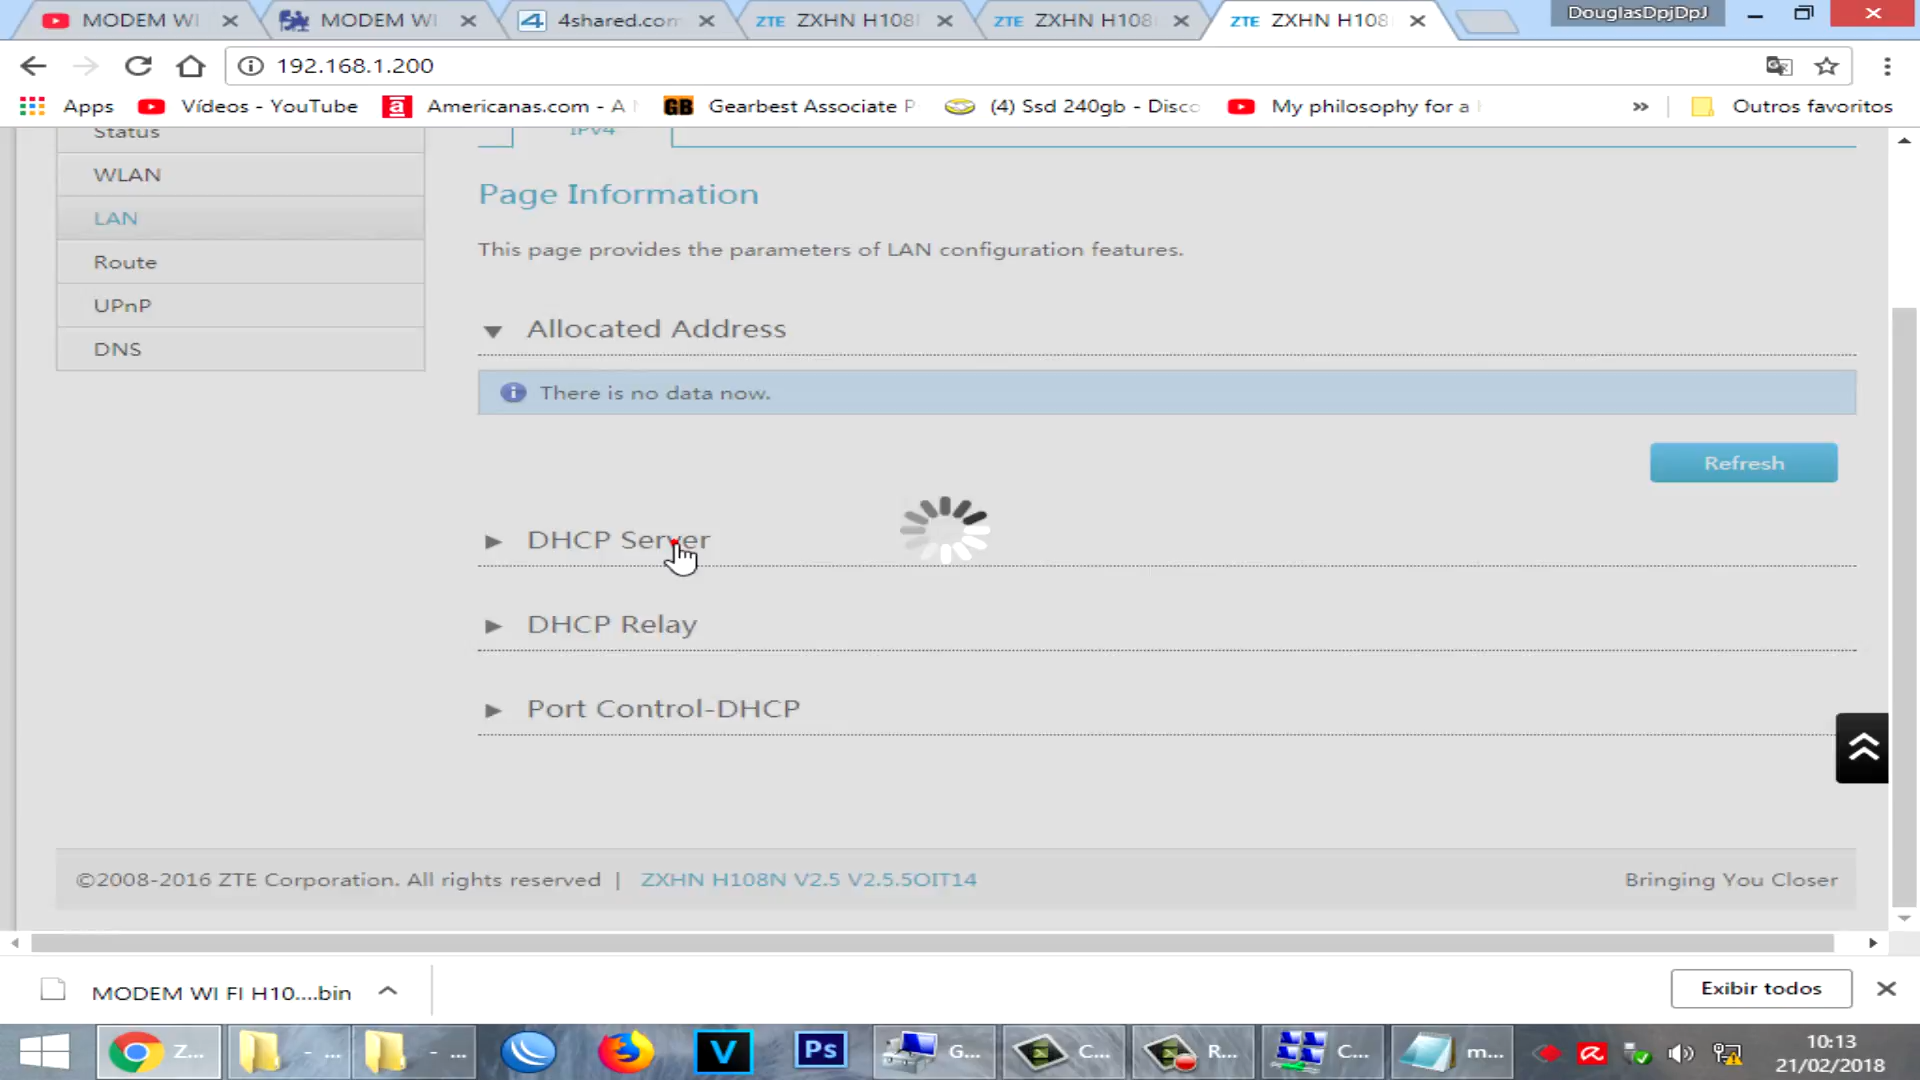 MODEM WI
MODEM WI
4shared.com
ZTE ZXHN H108
ZTE ZXHN H108
ZTE ZXHN H108
DouglasDpjDpJ
192.168.1.200
Apps
Vídeos - YouTube
Americanas.com - A
GB Gearbest Associate P
(4) Ssd 240gb - Disco
My philosophy for a
» Outros favoritos
Status
WLAN
LAN
Route
UPnP
DNS
IPv4
Page Information
This page provides the parameters of LAN configuration features.
Allocated Address
There is no data now.
Refresh
DHCP Server
DHCP Relay
Port Control-DHCP
©2008-2016 ZTE Corporation. All rights reserved | ZXHN H108N V2.5 V2.5.5OIT14
Bringing You Closer
MODEM WI FI H10....bin
Exibir todos
Z...
- ...
- ...
V
Ps
G...
C...
R...
C...
m...
10:13
21/02/2018